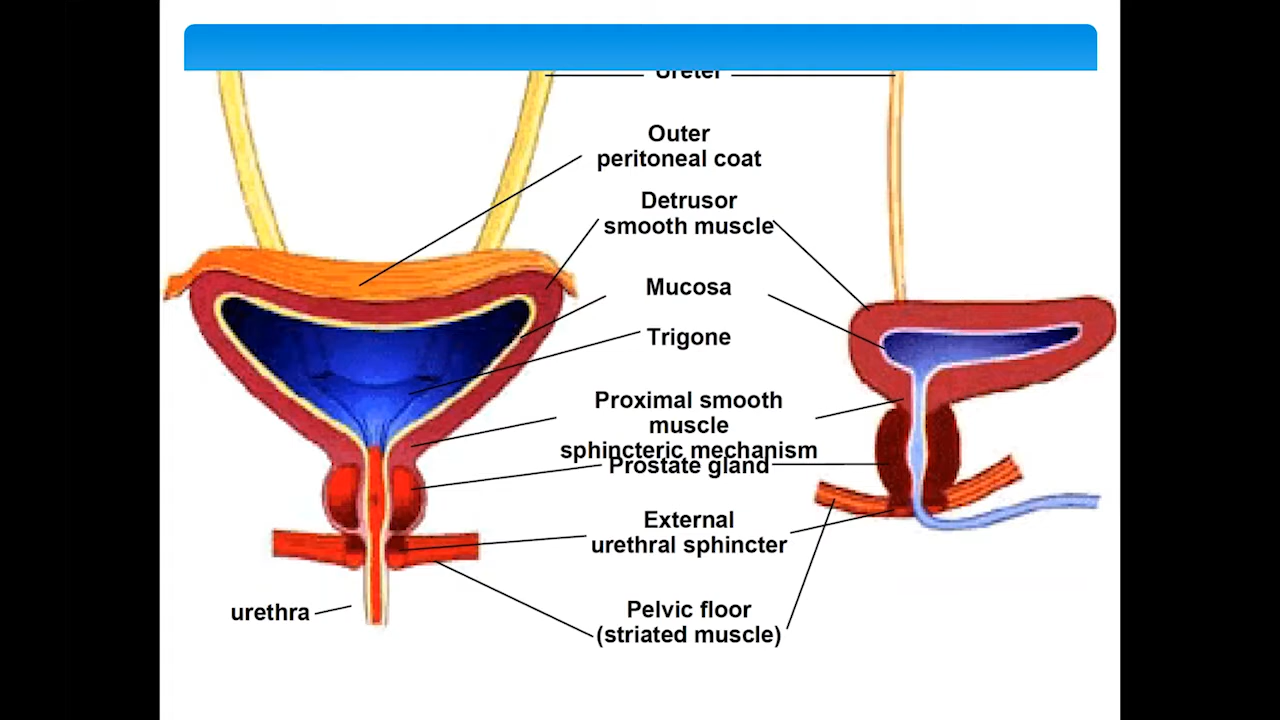 Ureter
Outer
peritoneal coat
Detrusor
smooth muscle
Mucosa
Trigone
Proximal smooth
muscle
sphincteric mechanism
Prostate gland
External
urethral sphincter
urethra
Pelvic floor
(striated muscle)